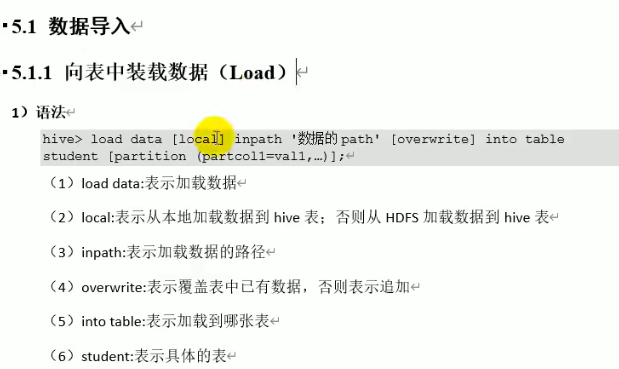 5.1 数据导入
5.1.1 向表中装载数据（Load）
1）语法
hive> load data [local] inpath '数据的 path' [overwrite] into table
student [partition (partcol1=val1,…)];
（1）load data:表示加载数据
（2）local:表示从本地加载数据到 hive 表；否则从 HDFS 加载数据到 hive 表
（3）inpath:表示加载数据的路径
（4）overwrite:表示覆盖表中已有数据，否则表示追加
（5）into table:表示加载到哪张表
（6）student:表示具体的表